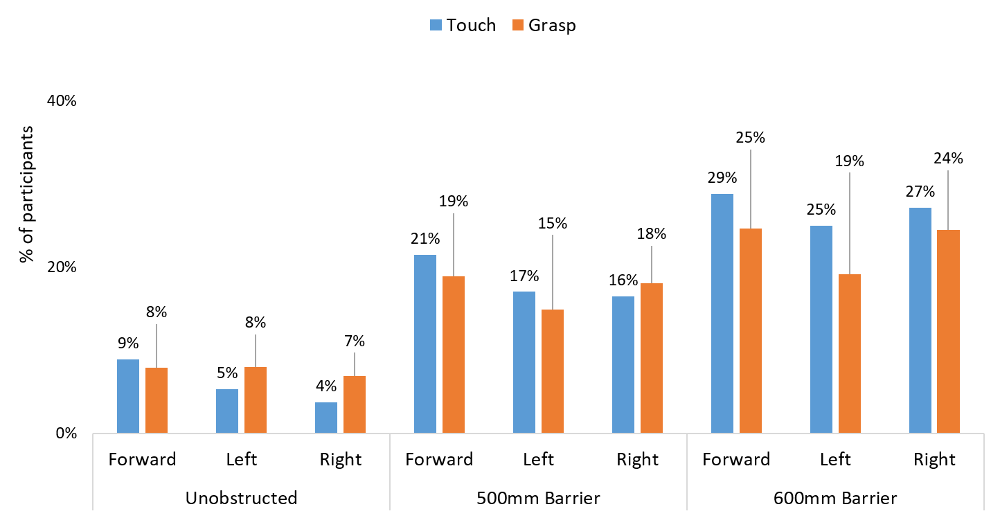 Touch Grasp
% of participants
40%
20%
0%
9% 8% 5% 8% 4% 7% 21% 19% 17% 15% 16% 18% 29% 25% 25% 19% 27% 24%
Forward Left Right Forward Left Right Forward Left Right
Unobstructed 500mm Barrier 600mm Barrier